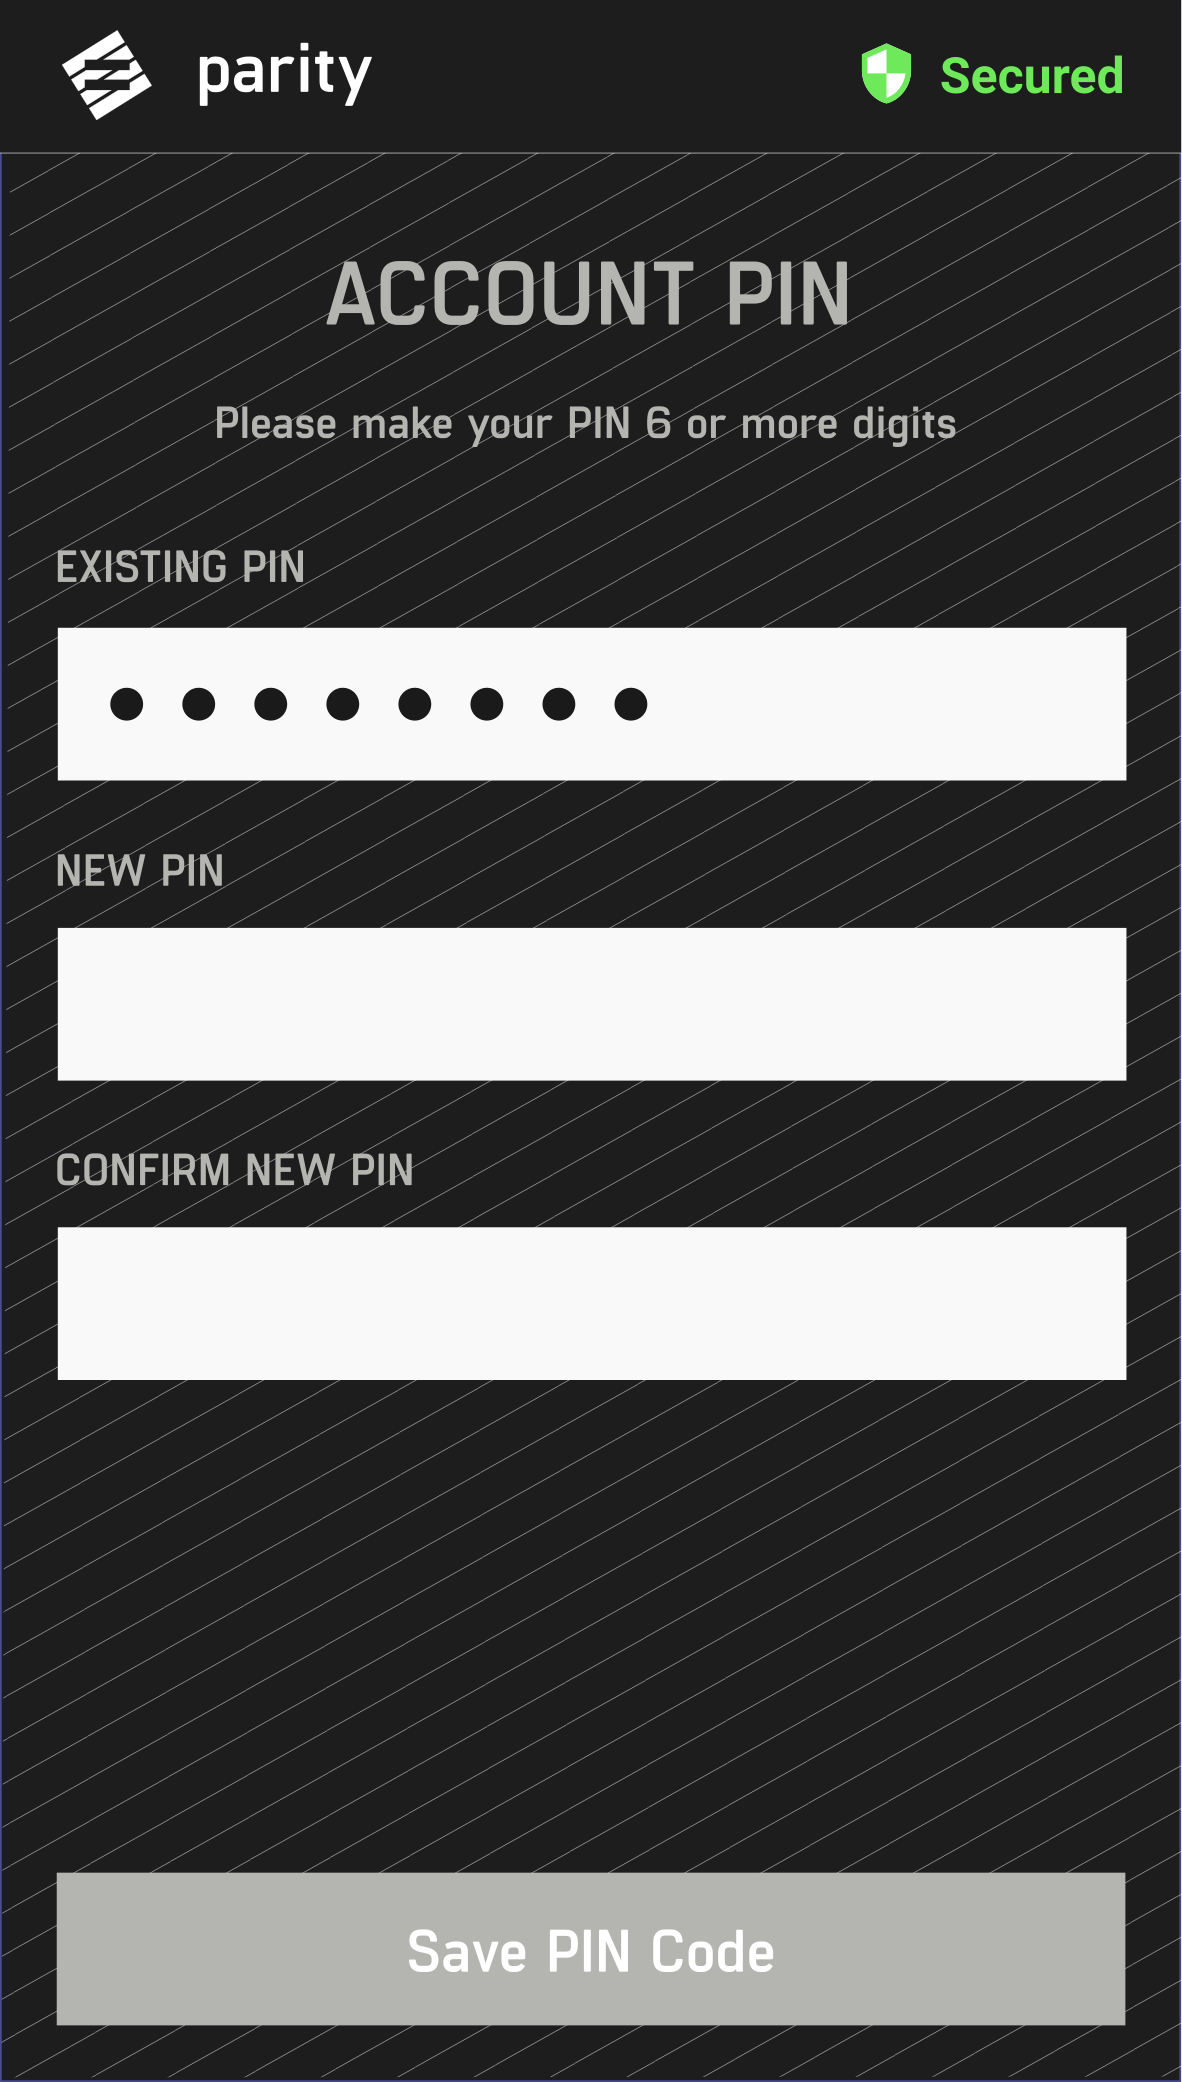 parity
Secured
ACCOUNT PIN
Please make your PIN 6 or more digits
EXISTING PIN
NEW PIN
CONFIRM NEW PIN
Save PIN Code